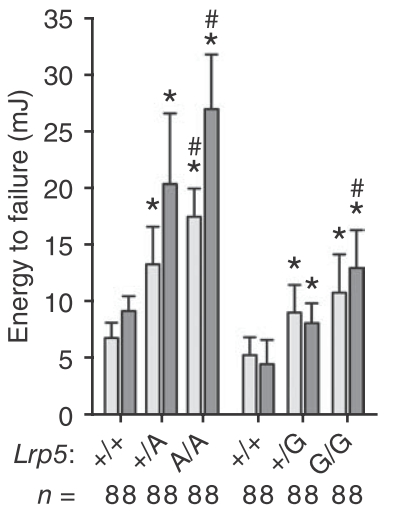 Energy to failure (mJ)
35
30
25
20
15
10
5
0
* * # * # * * * * # *
Lrp5: +/+ +/A A/A +/+ +/G G/G
n = 88 88 88 88 88 88